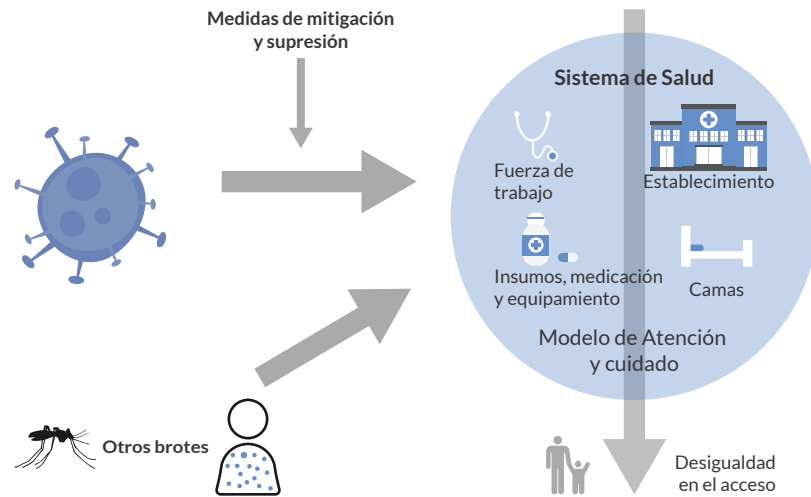 Medidas de mitigación
y supresión
Sistema de Salud
Fuerza de
trabajo
Establecimiento
Insumos, medicación
y equipamiento
Camas
Modelo de Atención
y cuidado
Otros brotes
Desigualdad
en el acceso